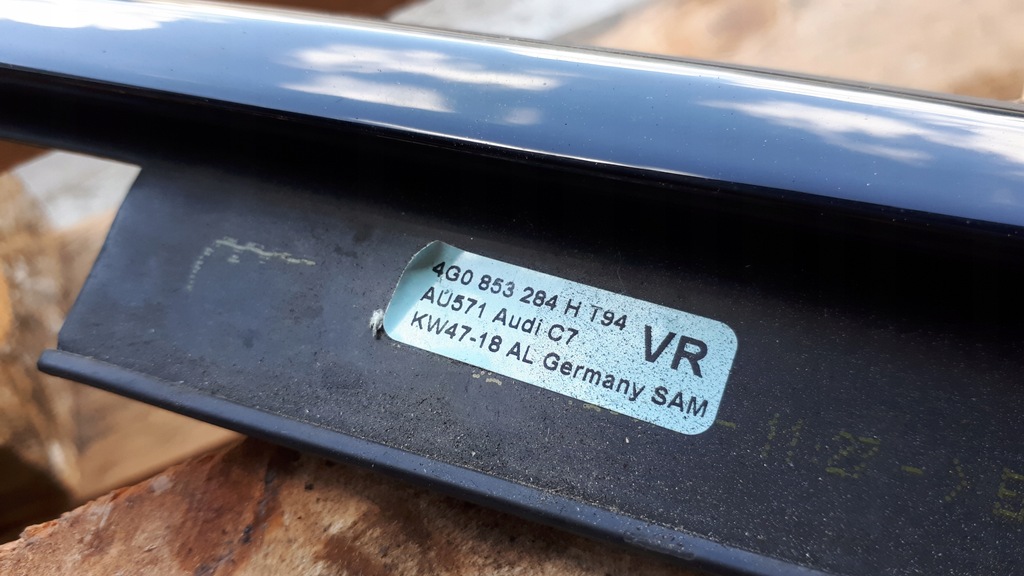 4G0 853 284 H T94
AU571 Audi C7 VR
KW47-18 AL Germany SAM